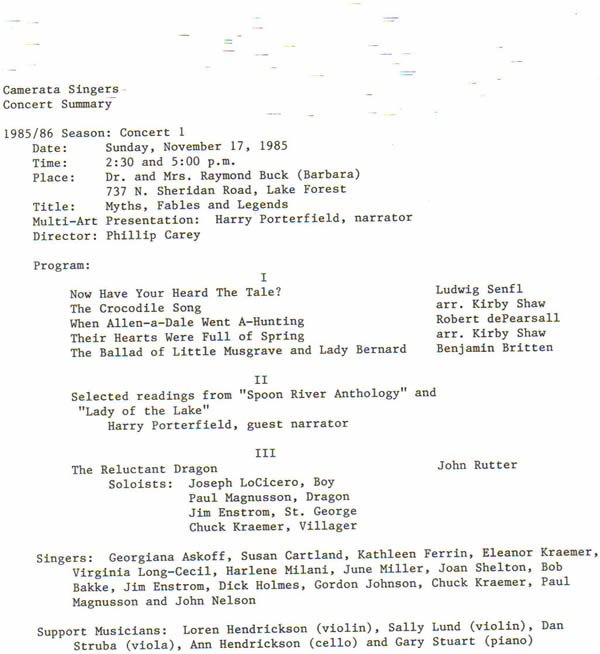 Camerata Singers
Concert Summary
1985/86 Season: Concert 1
Date: Sunday, November 17, 1985
Time: 2:30 and 5:00 p.m.
Place: Dr. and Mrs. Raymond Buck (Barbara)
737 N. Sheridan Road, Lake Forest
Title: Myths, Fables and Legends
Multi-Art Presentation: Harry Porterfield, narrator
Director: Phillip Carey
Program:
I
Now Have Your Heard The Tale? Ludwig Senfl
The Crocodile Song arr. Kirby Shaw
When Allen-a-Dale Went A-Hunting Robert dePearsall
Their Hearts Were Full of Spring arr. Kirby Shaw
The Ballad of Little Musgrave and Lady Bernard Benjamin Britten
II
Selected readings from "Spoon River Anthology" and
"Lady of the Lake"
Harry Porterfield, guest narrator
III
The Reluctant Dragon John Rutter
Soloists: Joseph LoCicero, Boy
Paul Magnusson, Dragon
Jim Enstrom, St. George
Chuck Kraemer, Villager
Singers: Georgiana Askoff, Susan Cartland, Kathleen Ferrin, Eleanor Kraemer,
Virginia Long-Cecil, Harlene Milani, June Miller, Joan Shelton, Bob
Bakke, Jim Enstrom, Dick Holmes, Gordon Johnson, Chuck Kraemer, Paul
Magnusson and John Nelson
Support Musicians: Loren Hendrickson (violin), Sally Lund (violin), Dan
Struba (viola), Ann Hendrickson (cello) and Gary Stuart (piano)